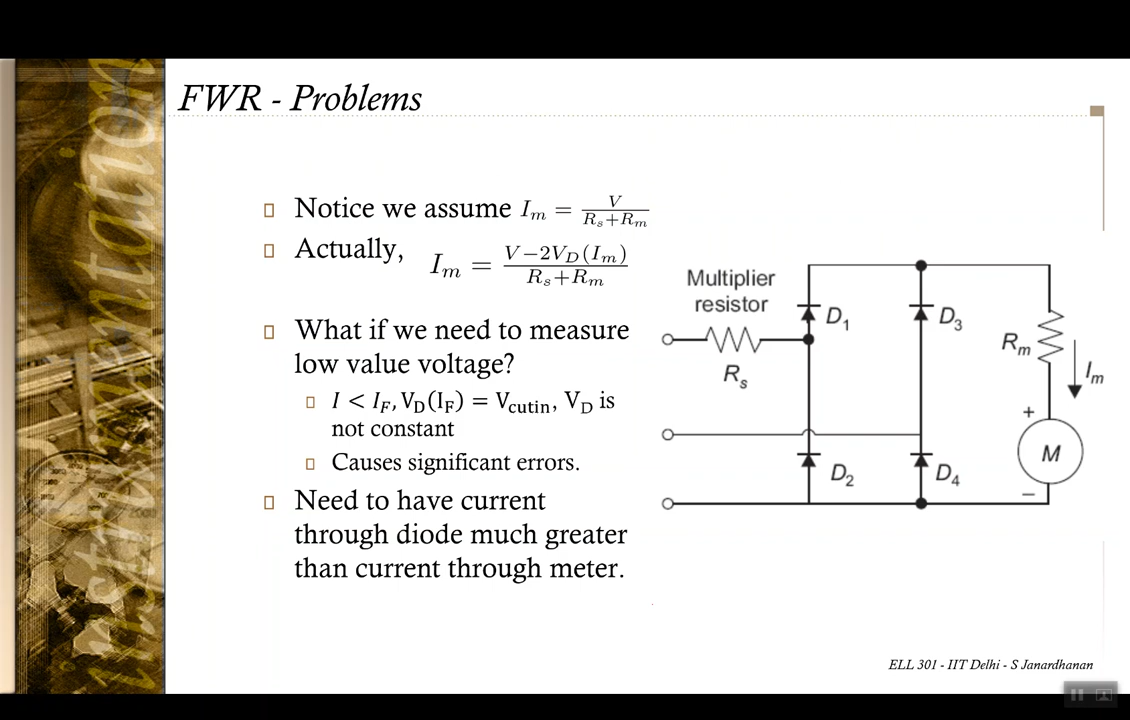 FWR - Problems
Notice we assume I_m = V / (R_s+R_m)
Actually, I_m = (V−2V_D(I_m)) / (R_s+R_m)
What if we need to measure
low value voltage?
I < I_F, V_D(I_F) = V_cutin, V_D is
not constant
Causes significant errors.
Need to have current
through diode much greater
than current through meter.
Multiplier
resistor
R_s
D_1
D_3
R_m
I_m
+
M
−
D_2
D_4
ELL 301 - IIT Delhi - S Janardhanan